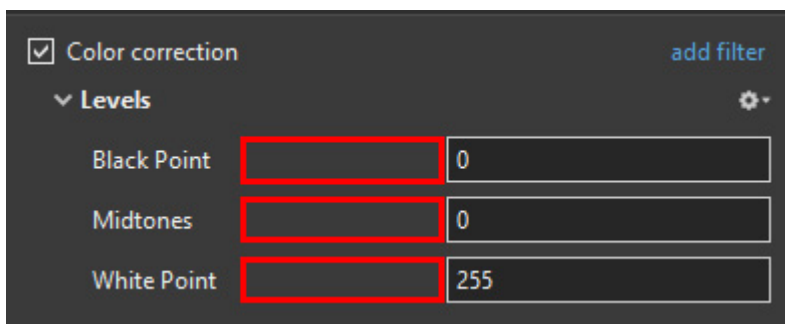 Color correction add filter
Levels
Black Point 0
Midtones 0
White Point 255